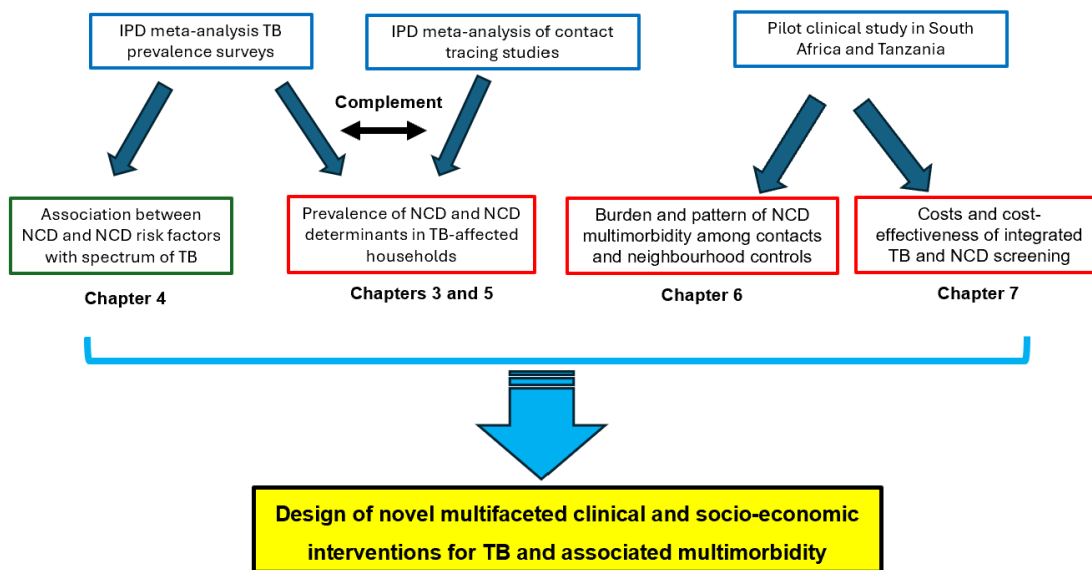 IPD meta-analysis TB
prevalence surveys
IPD meta-analysis of contact
tracing studies
Pilot clinical study in South
Africa and Tanzania
Complement
Association between
NCD and NCD risk factors
with spectrum of TB
Prevalence of NCD and NCD
determinants in TB-affected
households
Burden and pattern of NCD
multimorbidity among contacts
and neighbourhood controls
Costs and cost-
effectiveness of integrated
TB and NCD screening
Chapter 4
Chapters 3 and 5
Chapter 6
Chapter 7
Design of novel multifaceted clinical and socio-economic
interventions for TB and associated multimorbidity